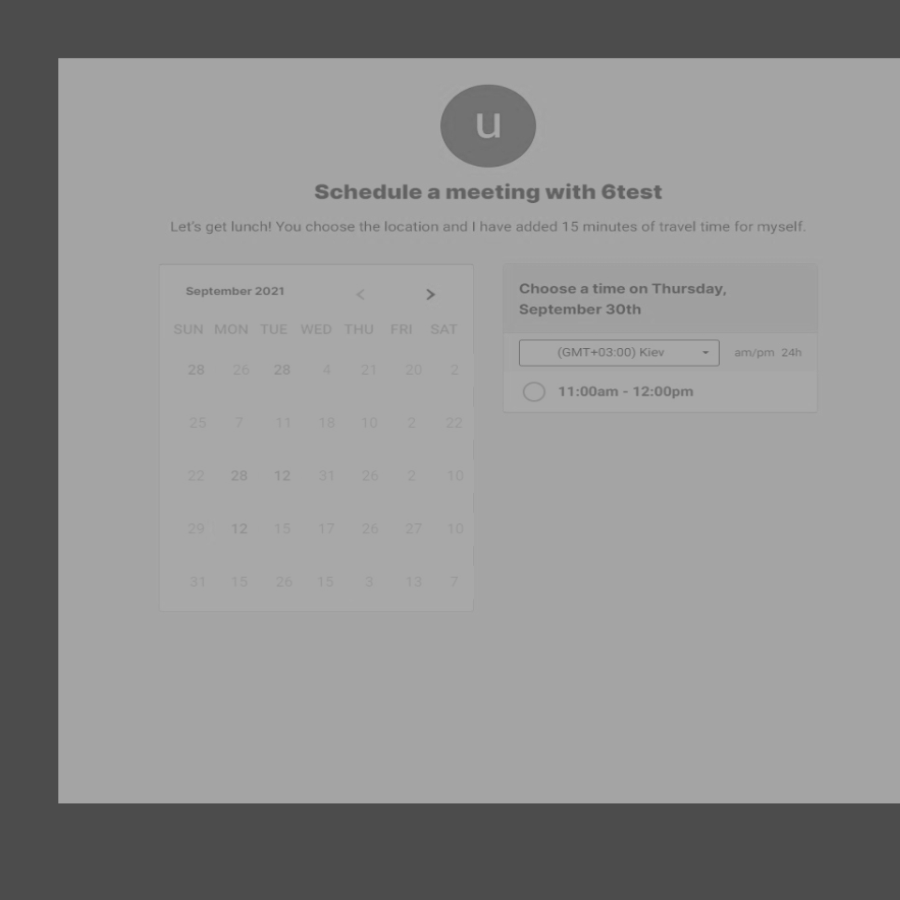 u
Schedule a meeting with 6test
Let's get lunch! You choose the location and I have added 15 minutes of travel time for myself.
September 2021 < >
SUN MON TUE WED THU FRI SAT
28 26 28 4 21 20 2
25 7 11 18 10 2 22
22 28 12 31 26 2 10
29 12 15 17 26 27 10
31 15 26 15 3 13 7
Choose a time on Thursday,
September 30th
(GMT+03:00) Kiev am/pm 24h
11:00am - 12:00pm